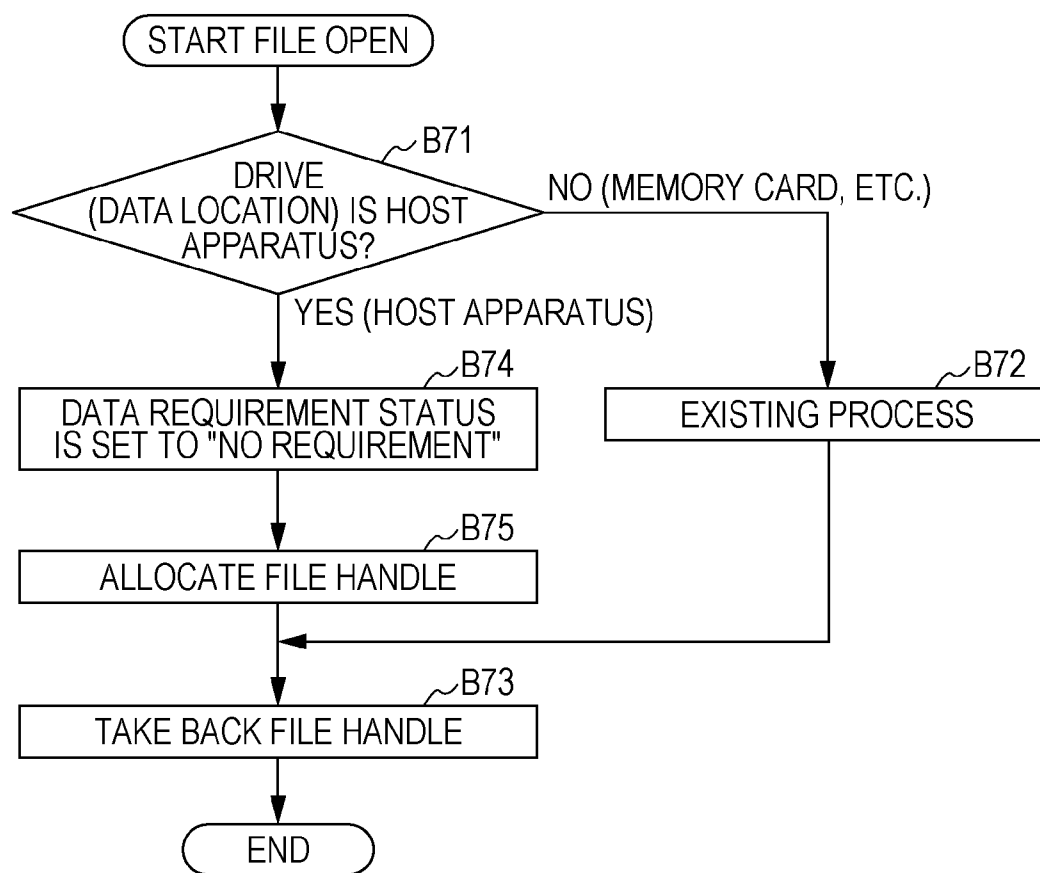 START FILE OPEN
B71
DRIVE
(DATA LOCATION) IS HOST
APPARATUS?
NO (MEMORY CARD, ETC.)
YES (HOST APPARATUS)
B74
DATA REQUIREMENT STATUS
IS SET TO "NO REQUIREMENT"
B72
EXISTING PROCESS
B75
ALLOCATE FILE HANDLE
B73
TAKE BACK FILE HANDLE
END